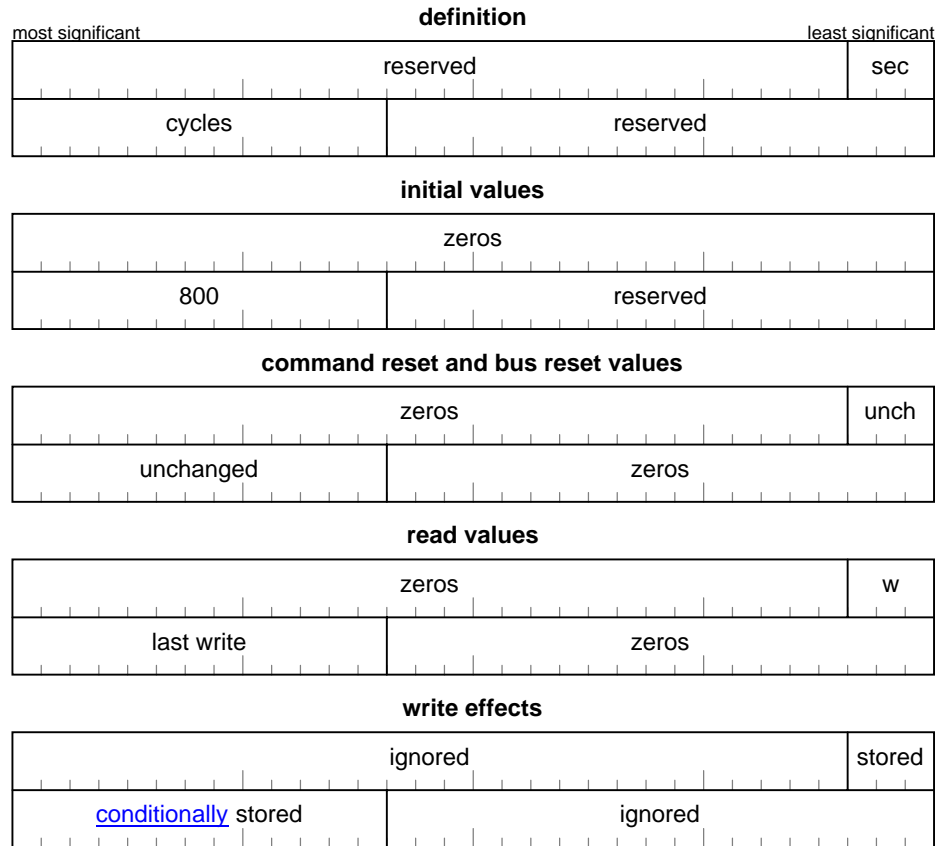 definition
most significant least significant
reserved sec
cycles reserved
initial values
zeros
800 reserved
command reset and bus reset values
zeros unch
unchanged zeros
read values
zeros w
last write zeros
write effects
ignored stored
conditionally stored ignored